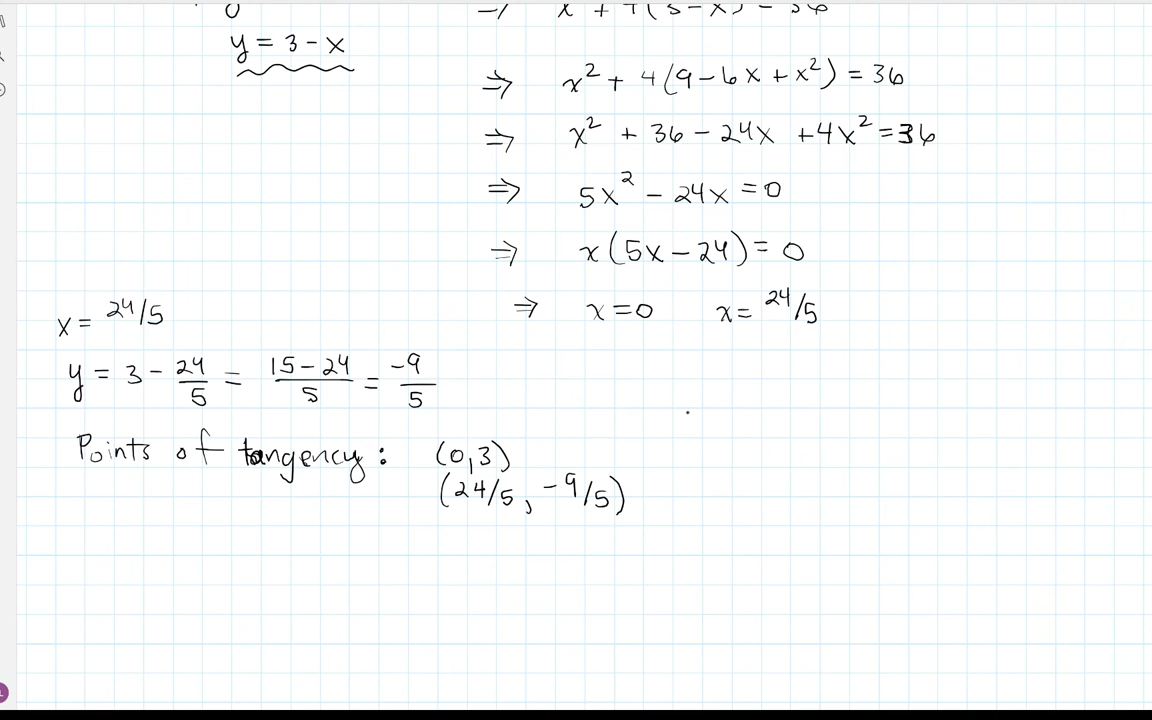 y = 3 - x
⇒ x² + 4(9 - 6x + x²) = 36
⇒ x² + 36 - 24x + 4x² = 36
⇒ 5x² - 24x = 0
⇒ x(5x - 24) = 0
⇒ x = 0 x = 24/5
x = 24/5
y = 3 - 24/5 = (15 - 24)/5 = -9/5
Points of tangency: (0,3)
(24/5, -9/5)